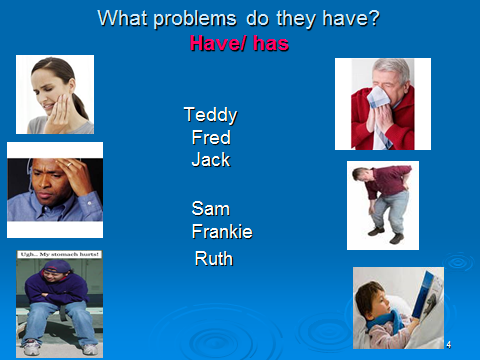 What problems do they have?
Have/ has
Teddy
Fred
Jack
Sam
Frankie
Ruth
Ugh... My stomach hurts!
4